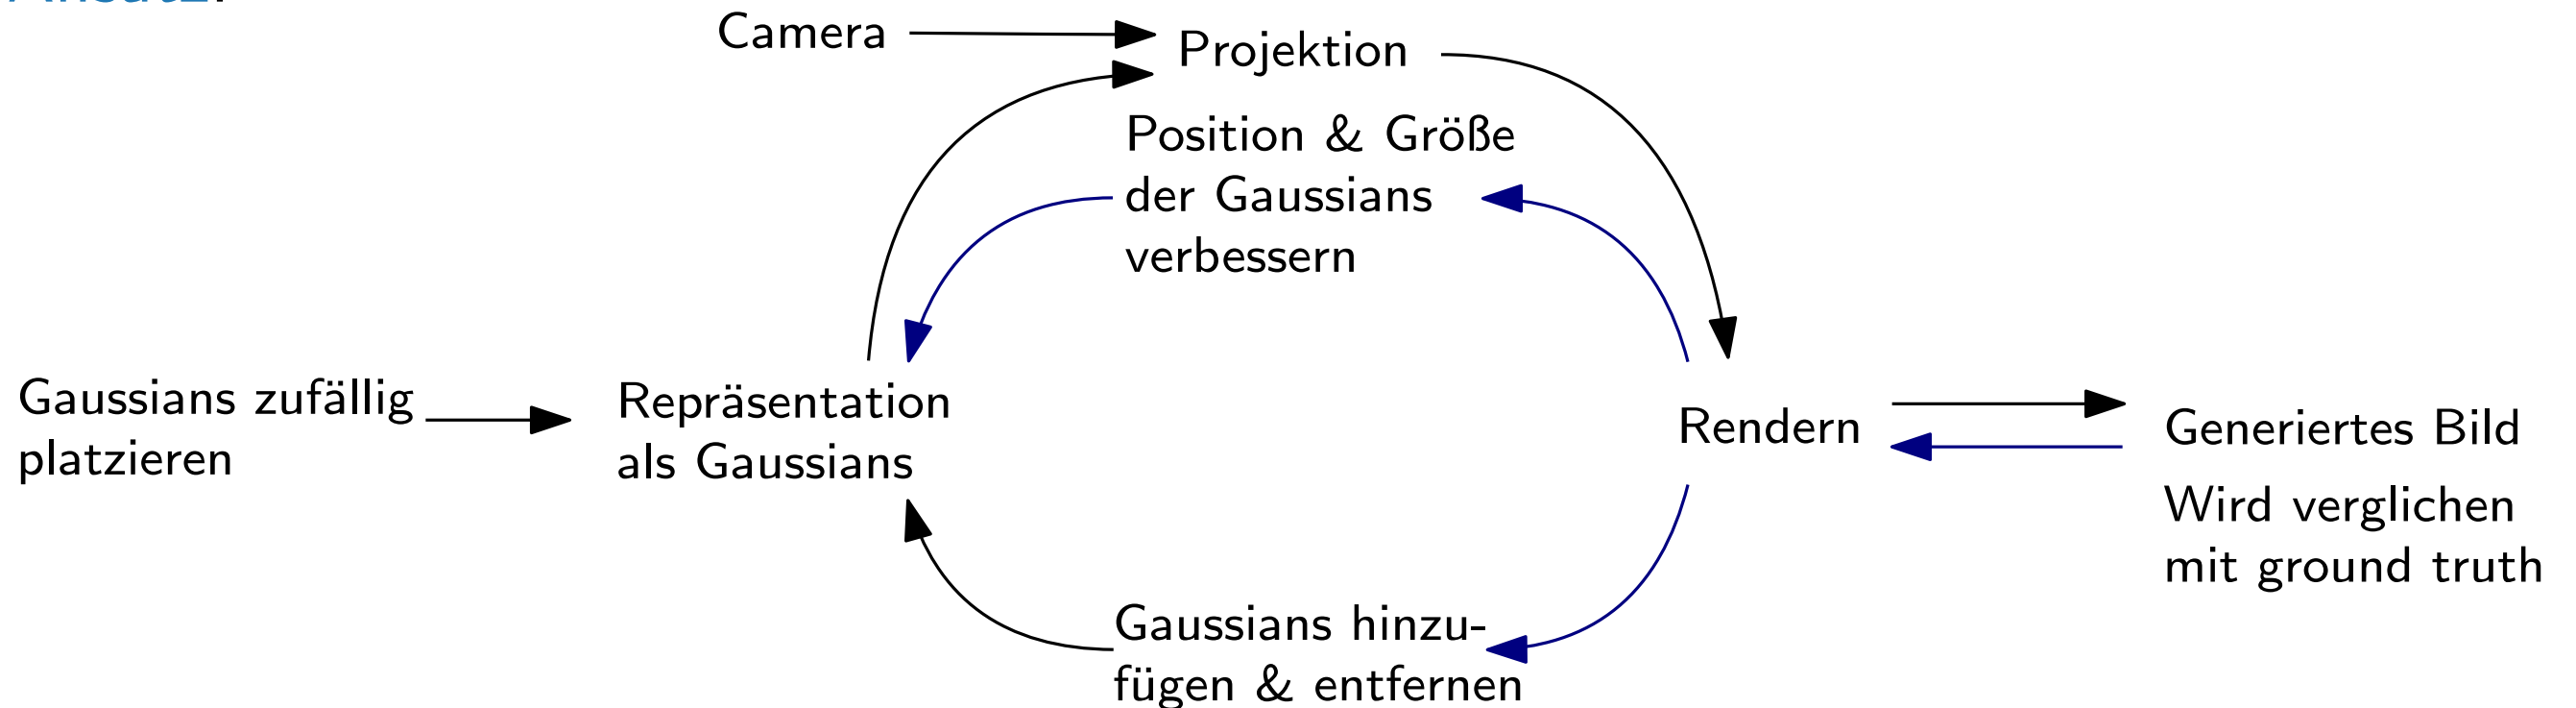 Ansatz:
Camera
Projektion
Position & Größe
der Gaussians
verbessern
Gaussians zufällig
platzieren
Repräsentation
als Gaussians
Rendern
Generiertes Bild
Wird verglichen
mit ground truth
Gaussians hinzu-
fügen & entfernen